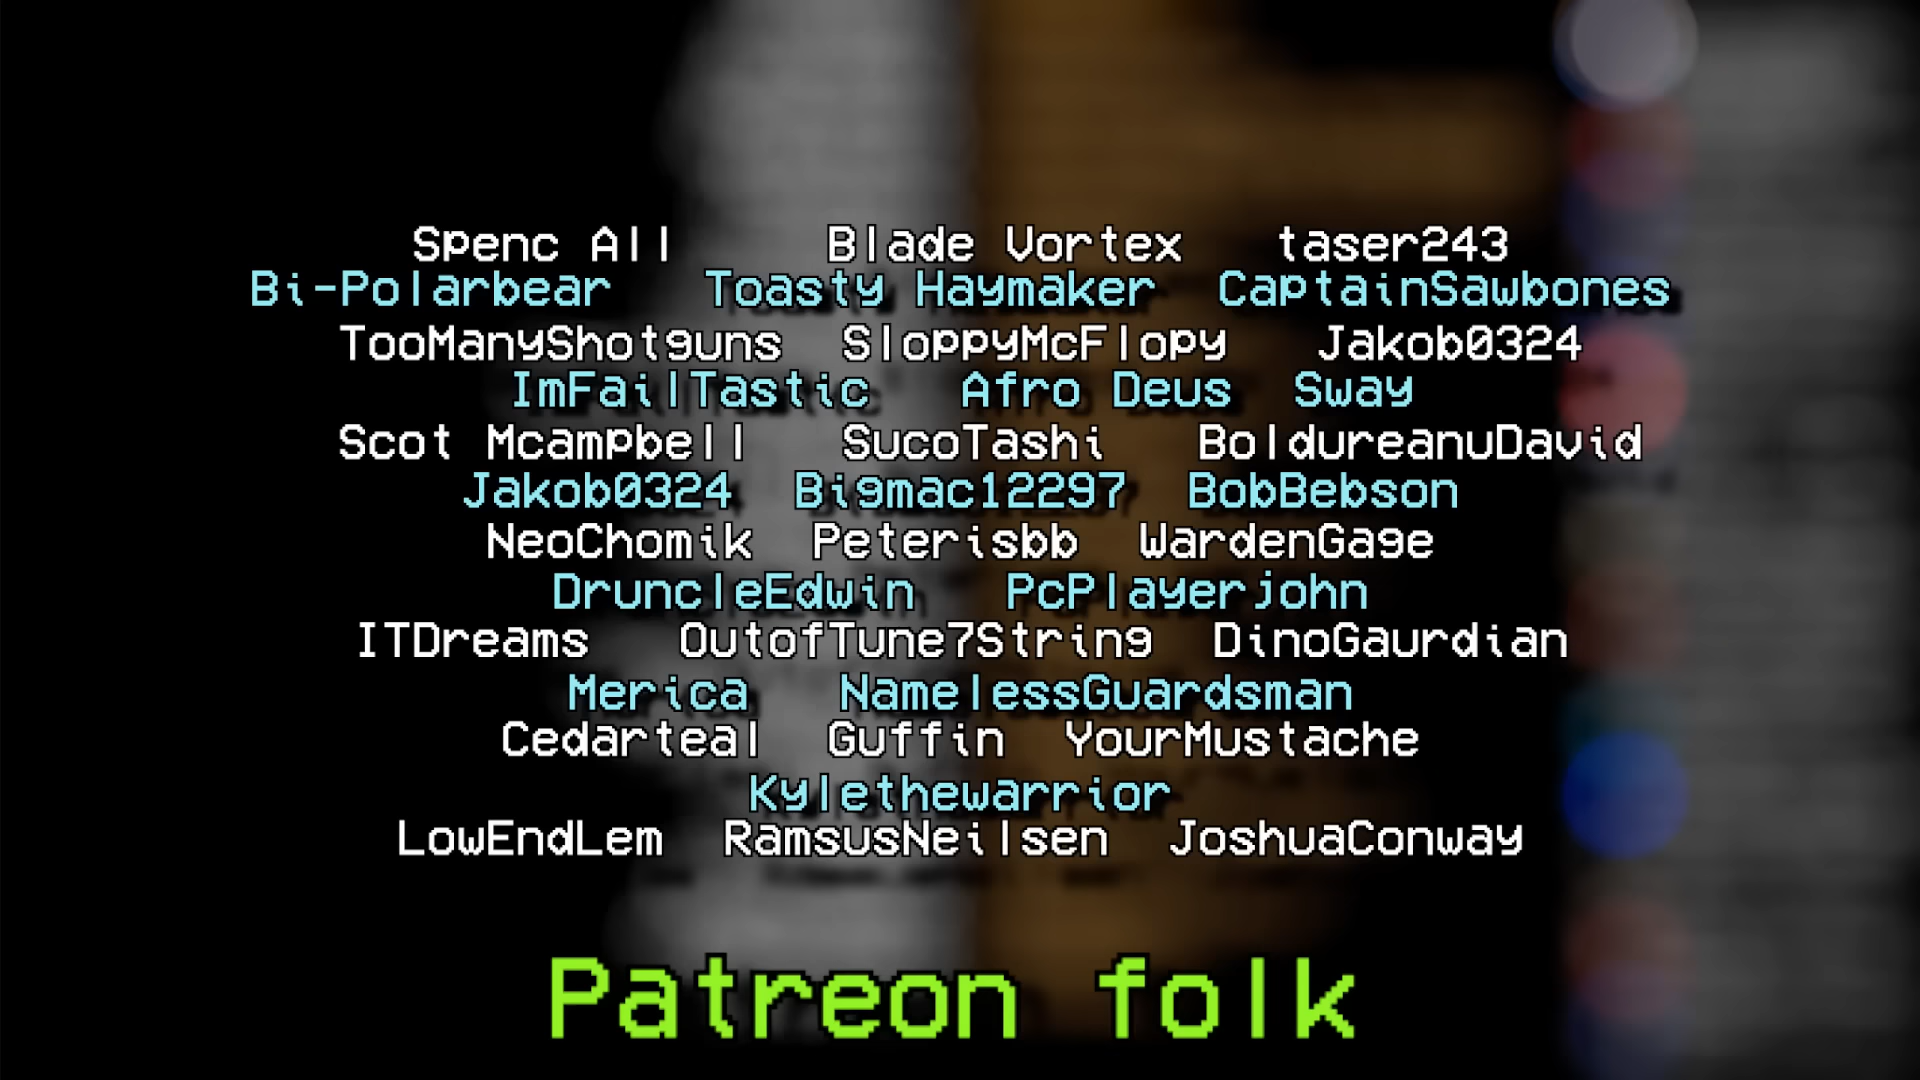 Spenc All Blade Vortex taser243
Bi-Polarbear Toasty Haymaker CaptainSawbones
TooManyShotguns SloppyMcFlopy Jakob0324
ImFailTastic Afro Deus Sway
Scot Mcampbell SucoTashi BoldureanuDavid
Jakob0324 Bigmac12297 BobBebson
NeoChomik Peterisbb WardenGage
DruncleEdwin PcPlayerjohn
ITDreams OutofTune7String DinoGaurdian
Merica NamelessGuardsman
Cedarteal Guffin YourMustache
Kylethewarrior
LowEndLem RamsusNeilsen JoshuaConway
Patreon folk